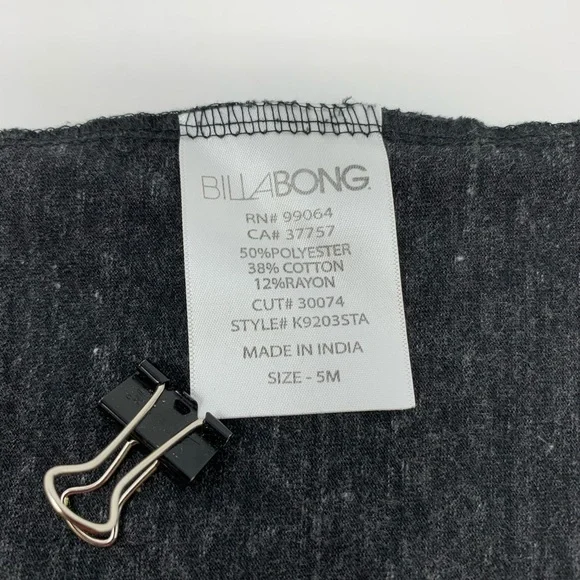 BILLABONG
RN# 99064
CA# 37757
50%POLYESTER
38% COTTON
12%RAYON
CUT# 30074
STYLE# K9203STA
MADE IN INDIA
SIZE - 5M